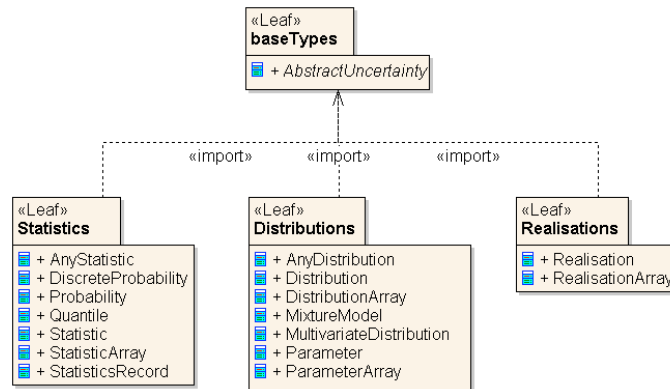 «Leaf»
baseTypes
+ AbstractUncertainty
«import»
«import»
«import»
«Leaf»
Statistics
+ AnyStatistic
+ DiscreteProbability
+ Probability
+ Quantile
+ Statistic
+ StatisticArray
+ StatisticsRecord
«Leaf»
Distributions
+ AnyDistribution
+ Distribution
+ DistributionArray
+ MixtureModel
+ MultivariateDistribution
+ Parameter
+ ParameterArray
«Leaf»
Realisations
+ Realisation
+ RealisationArray